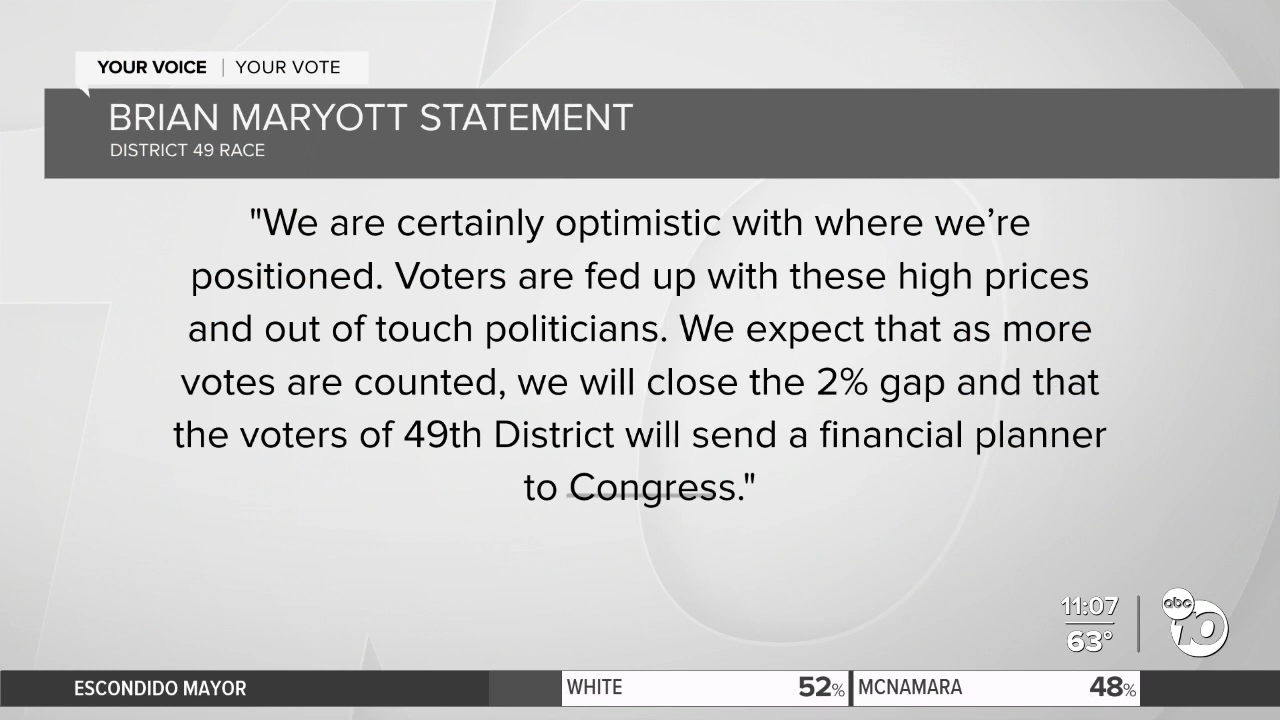 YOUR VOICE | YOUR VOTE
BRIAN MARYOTT STATEMENT
DISTRICT 49 RACE
"We are certainly optimistic with where we’re
positioned. Voters are fed up with these high prices
and out of touch politicians. We expect that as more
votes are counted, we will close the 2% gap and that
the voters of 49th District will send a financial planner
to Congress."
11:07
63°
abc
10
ESCONDIDO MAYOR
WHITE 52%
MCNAMARA 48%